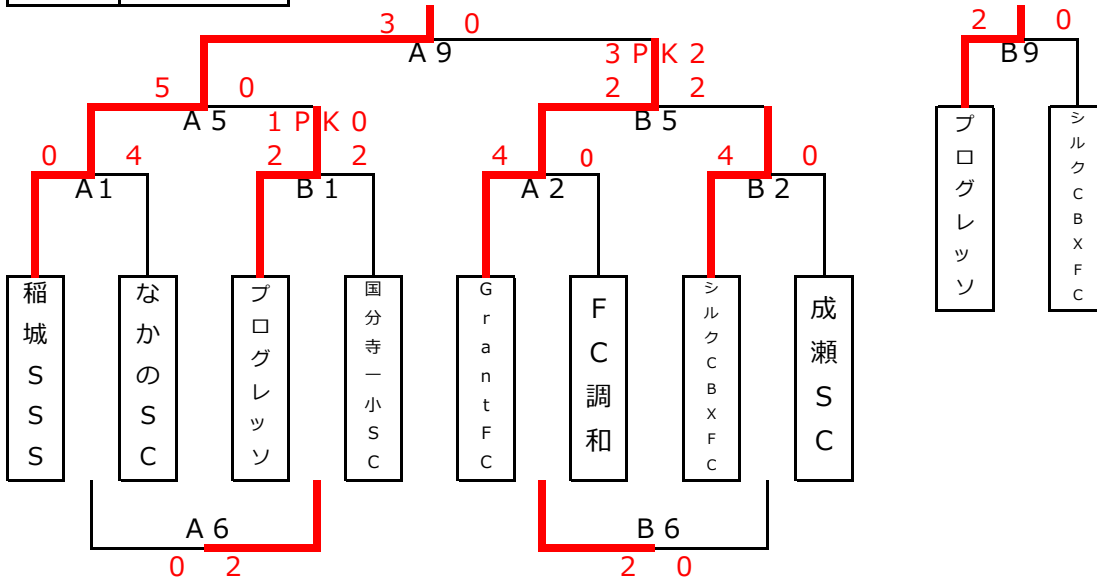 3 0
A9
3PK2
2 2
B5
5 0
A5
1PK0
2 2
B1
0 4
A1
4 0
A2
4 0
B2
稲城SSS
なかのSC
プログレッソ
国分寺一小SC
GrantFC
FC調和
シルクCBXFC
成瀬SC
A6
0 2
B6
2 0
2 0
B9
プログレッソ
シルクCBXFC